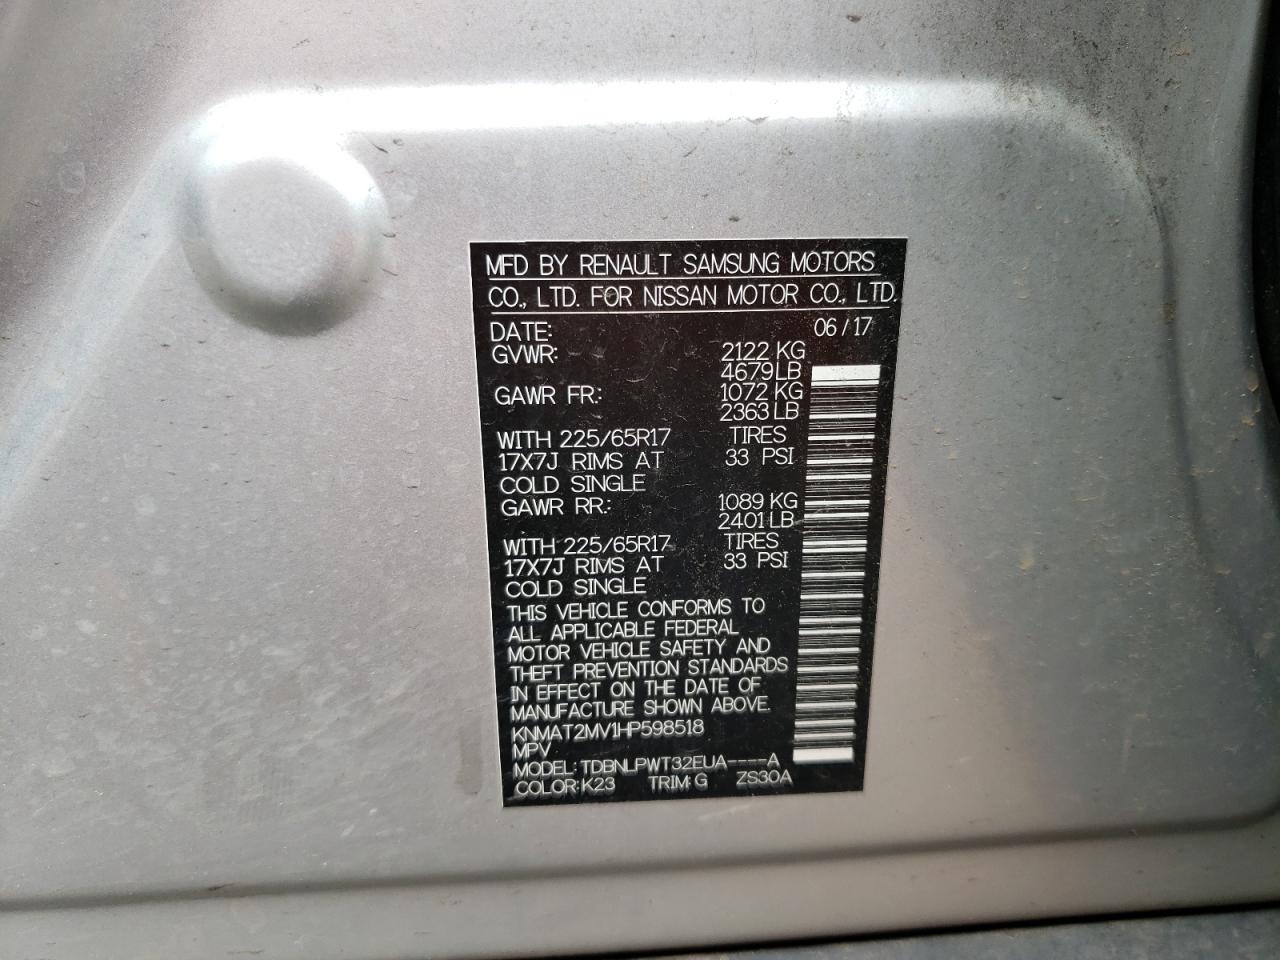 MFD BY RENAULT SAMSUNG MOTORS
CO., LTD. FOR NISSAN MOTOR CO., LTD.
DATE: 06/17
GVWR: 2122 KG
4679LB
GAWR FR: 1072 KG
2363LB
WITH 225/65R17 TIRES
17X7J RIMS AT 33 PSI
COLD SINGLE
GAWR RR: 1089 KG
2401LB
WITH 225/65R17 TIRES
17X7J RIMS AT 33 PSI
COLD SINGLE
THIS VEHICLE CONFORMS TO
ALL APPLICABLE FEDERAL
MOTOR VEHICLE SAFETY AND
THEFT PREVENTION STANDARDS
IN EFFECT ON THE DATE OF
MANUFACTURE SHOWN ABOVE.
KNMAT2MV1HP598518
MPV
MODEL: TDBNLPWT32EUA----A
COLOR: K23 TRIM: G ZS30A